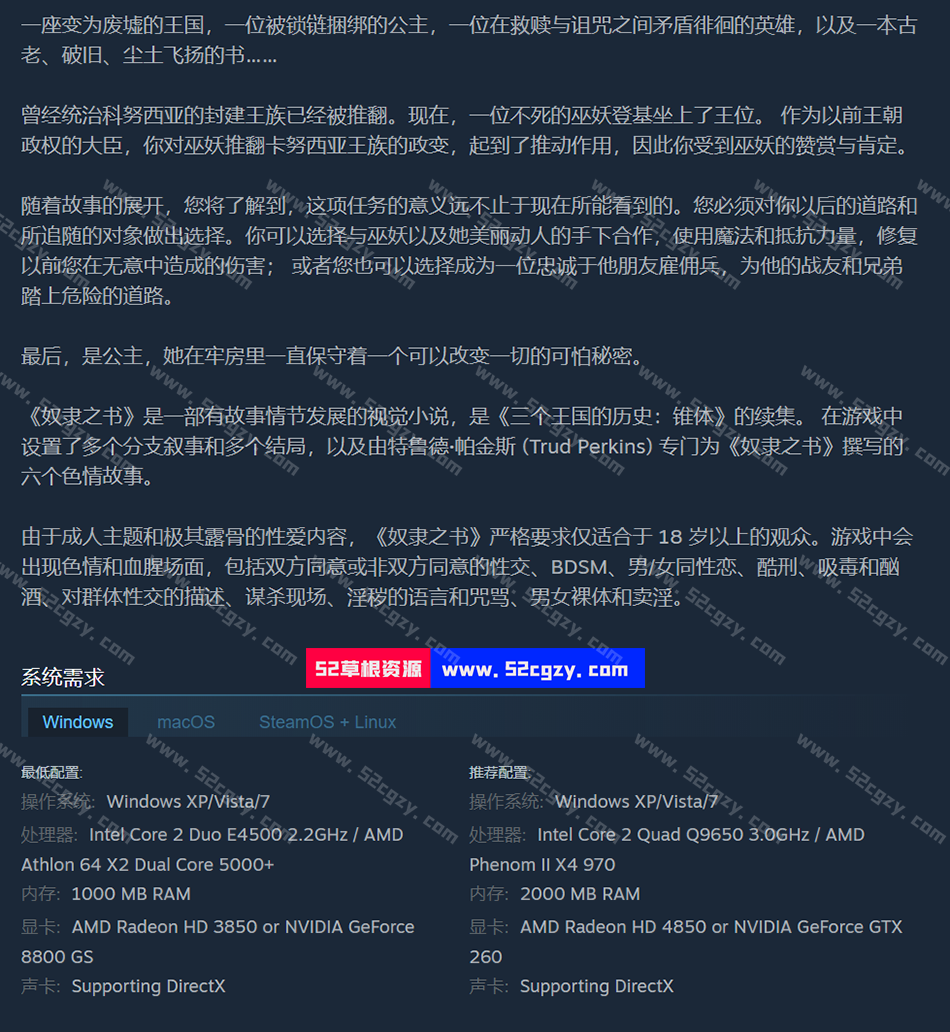 一座变为废墟的王国，一位被锁链捆绑的公主，一位在救赎与诅咒之间矛盾徘徊的英雄，以及一本古
老、破旧、尘土飞扬的书……
曾经统治科努西亚的封建王族已经被推翻。现在，一位不死的巫妖登基坐上了王位。 作为以前王朝
政权的大臣，你对巫妖推翻卡努西亚王族的政变，起到了推动作用，因此你受到巫妖的赞赏与肯定。
随着故事的展开，您将了解到，这项任务的意义远不止于现在所能看到的。您必须对你以后的道路和
所追随的对象做出选择。你可以选择与巫妖以及她美丽动人的手下合作，使用魔法和抵抗力量，修复
以前您在无意中造成的伤害； 或者您也可以选择成为一位忠诚于他朋友雇佣兵，为他的战友和兄弟
踏上危险的道路。
最后，是公主，她在牢房里一直保守着一个可以改变一切的可怕秘密。
《奴隶之书》是一部有故事情节发展的视觉小说，是《三个王国的历史：锥体》的续集。 在游戏中
设置了多个分支叙事和多个结局，以及由特鲁德·帕金斯 (Trud Perkins) 专门为《奴隶之书》撰写的
六个色情故事。
由于成人主题和极其露骨的性爱内容，《奴隶之书》严格要求仅适合于 18 岁以上的观众。游戏中会
出现色情和血腥场面，包括双方同意或非双方同意的性交、BDSM、男/女同性恋、酷刑、吸毒和酗
酒、对群体性交的描述、谋杀现场、淫秽的语言和咒骂、男女裸体和卖淫。
52草根资源 www.52cgzy.com
系统需求
Windows macOS SteamOS + Linux
最低配置:
操作系统: Windows XP/Vista/7
处理器: Intel Core 2 Duo E4500 2.2GHz / AMD
Athlon 64 X2 Dual Core 5000+
内存: 1000 MB RAM
显卡: AMD Radeon HD 3850 or NVIDIA GeForce
8800 GS
声卡: Supporting DirectX
推荐配置:
操作系统: Windows XP/Vista/7
处理器: Intel Core 2 Quad Q9650 3.0GHz / AMD
Phenom II X4 970
内存: 2000 MB RAM
显卡: AMD Radeon HD 4850 or NVIDIA GeForce GTX
260
声卡: Supporting DirectX